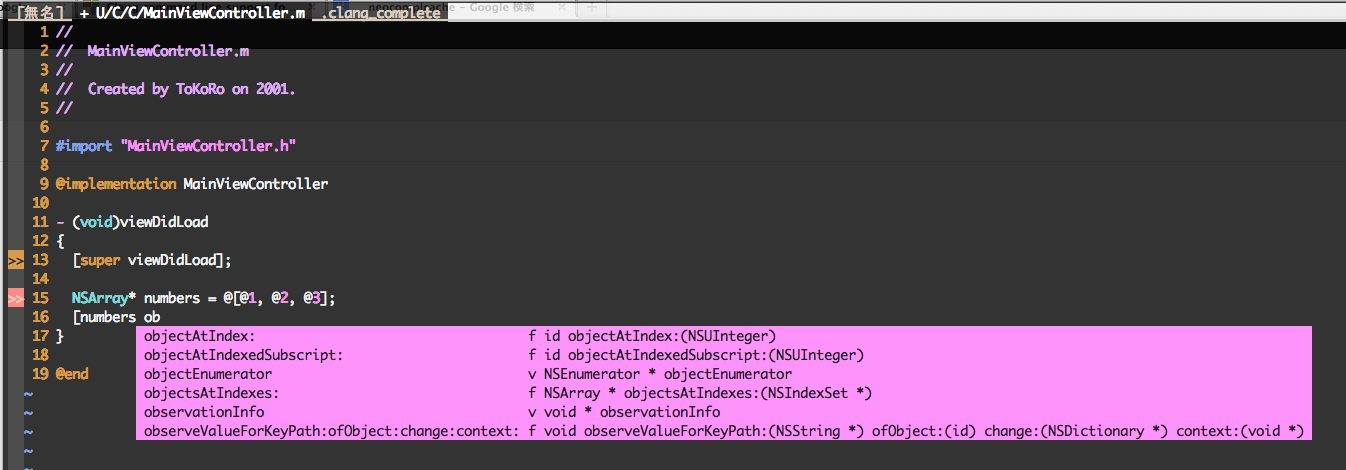 [無名] + U/C/C/MainViewController.m .clang_complete
neocomplcache - Google 検索
1 //
2 //  MainViewController.m
3 //
4 //  Created by ToKoRo on 2001.
5 //
6
7 #import "MainViewController.h"
8
9 @implementation MainViewController
10
11 - (void)viewDidLoad
12 {
>> 13   [super viewDidLoad];
14
>> 15   NSArray* numbers = @[@1, @2, @3];
16   [numbers ob
17 }
18
19 @end
objectAtIndex: f id objectAtIndex:(NSUInteger)
objectAtIndexedSubscript: f id objectAtIndexedSubscript:(NSUInteger)
objectEnumerator v NSEnumerator * objectEnumerator
objectsAtIndexes: f NSArray * objectsAtIndexes:(NSIndexSet *)
observationInfo v void * observationInfo
observeValueForKeyPath:ofObject:change:context: f void observeValueForKeyPath:(NSString *) ofObject:(id) change:(NSDictionary *) context:(void *)
~
~
~
~
~